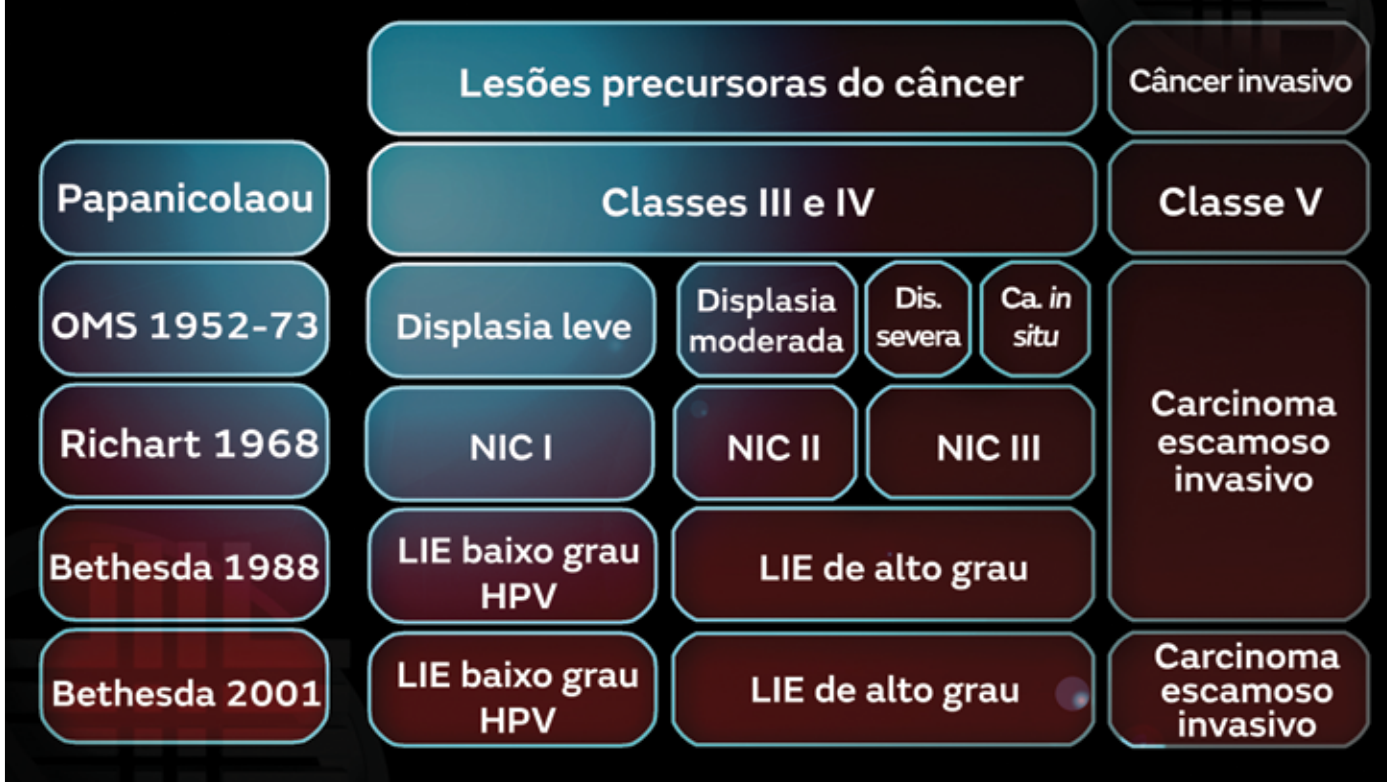 Lesões precursoras do câncer
Câncer invasivo
Papanicolaou
Classes III e IV
Classe V
OMS 1952-73
Displasia leve
Displasia
moderada
Dis.
severa
Ca. in
situ
Richart 1968
NIC I
NIC II
NIC III
Carcinoma
escamoso
invasivo
Bethesda 1988
LIE baixo grau
HPV
LIE de alto grau
Bethesda 2001
LIE baixo grau
HPV
LIE de alto grau
Carcinoma
escamoso
invasivo